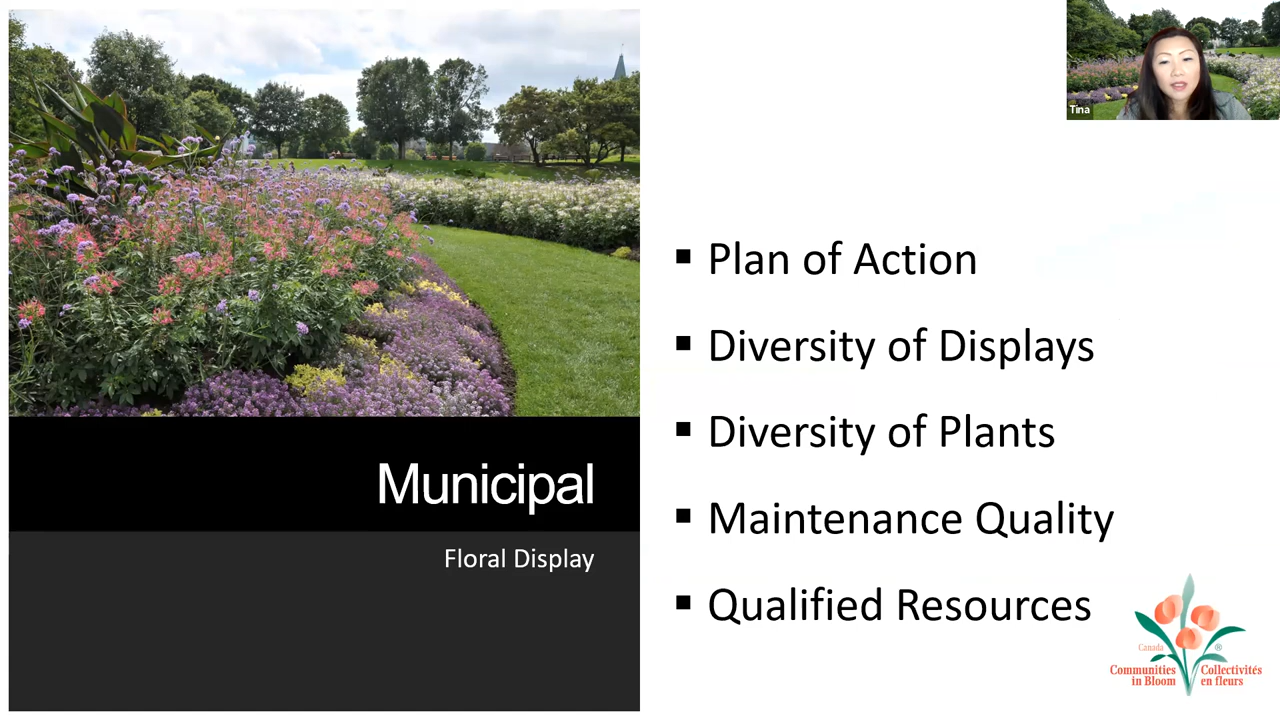 Tina
Plan of Action
Diversity of Displays
Diversity of Plants
Maintenance Quality
Qualified Resources
Municipal
Floral Display
Canada ®
Communities Collectivités
in Bloom en fleurs